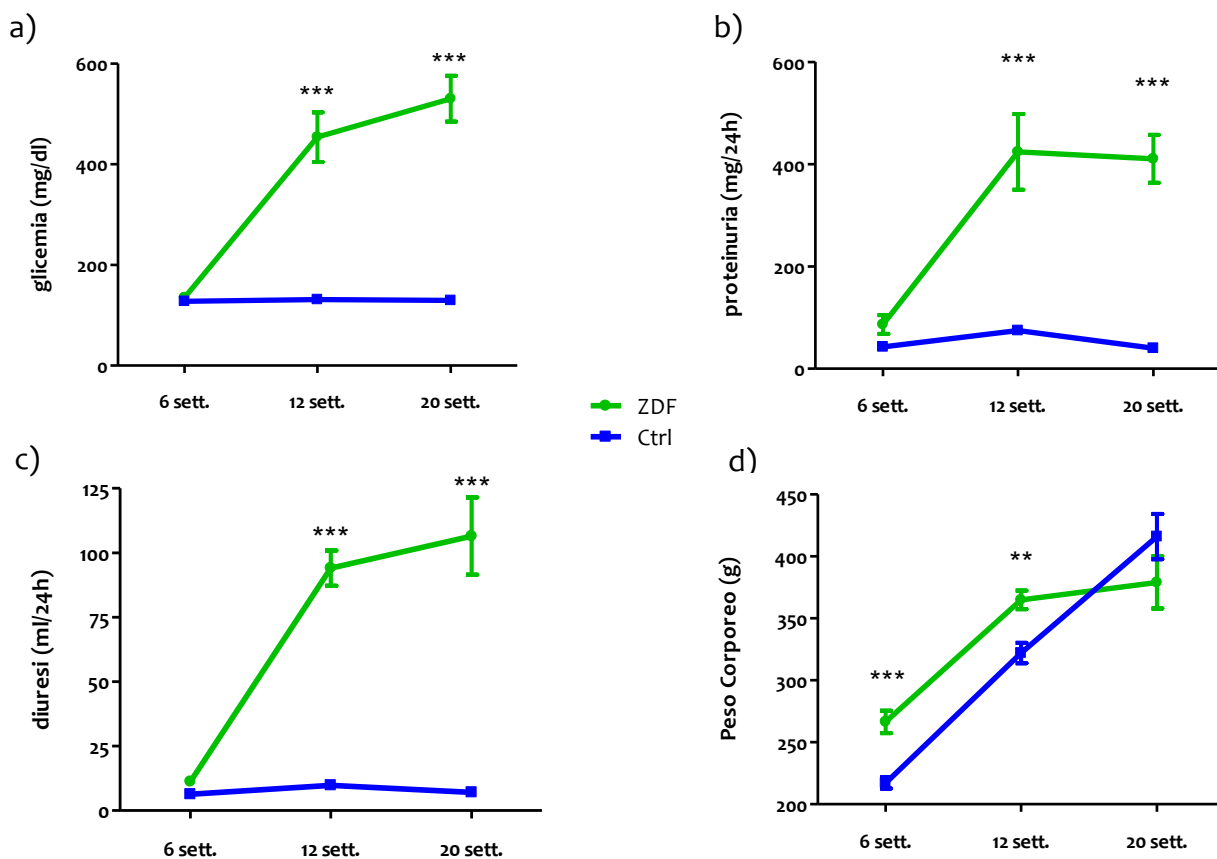 a)
glicemia (mg/dl)
600
400
200
0
***
***
6 sett.
12 sett.
20 sett.
b)
proteinuria (mg/24h)
600
400
200
0
***
***
6 sett.
12 sett.
20 sett.
ZDF
Ctrl
c)
diuresi (ml/24h)
125
100
75
50
25
0
***
***
6 sett.
12 sett.
20 sett.
d)
Peso Corporeo (g)
450
400
350
300
250
200
***
**
6 sett.
12 sett.
20 sett.